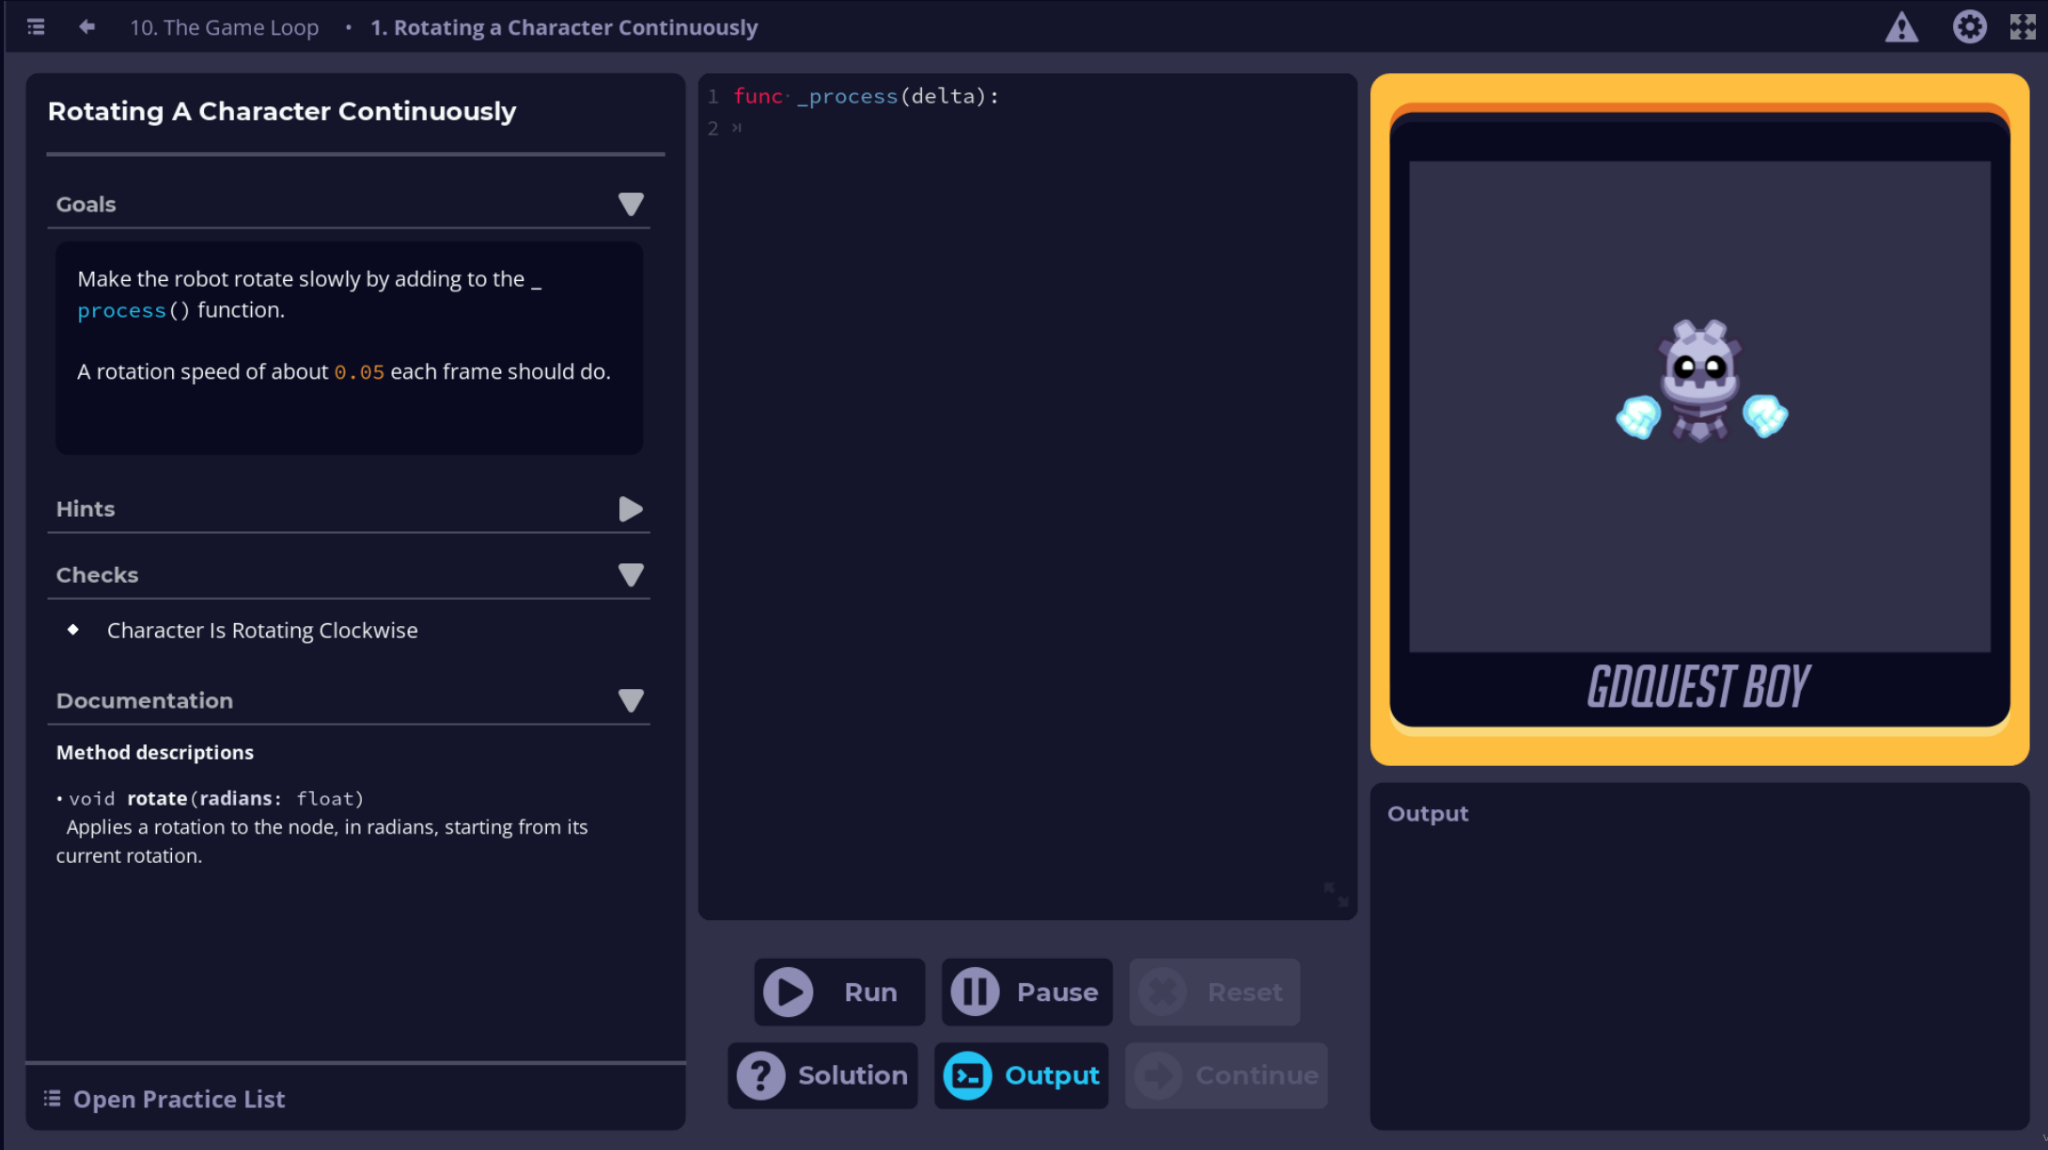 10. The Game Loop • 1. Rotating a Character Continuously
Rotating A Character Continuously
Goals
Make the robot rotate slowly by adding to the _
process() function.
A rotation speed of about 0.05 each frame should do.
Hints
Checks
Character Is Rotating Clockwise
Documentation
Method descriptions
• void rotate(radians: float)
Applies a rotation to the node, in radians, starting from its
current rotation.
Open Practice List
1 func _process(delta):
2
Run
Pause
Reset
Solution
Output
Continue
GDQUEST BOY
Output